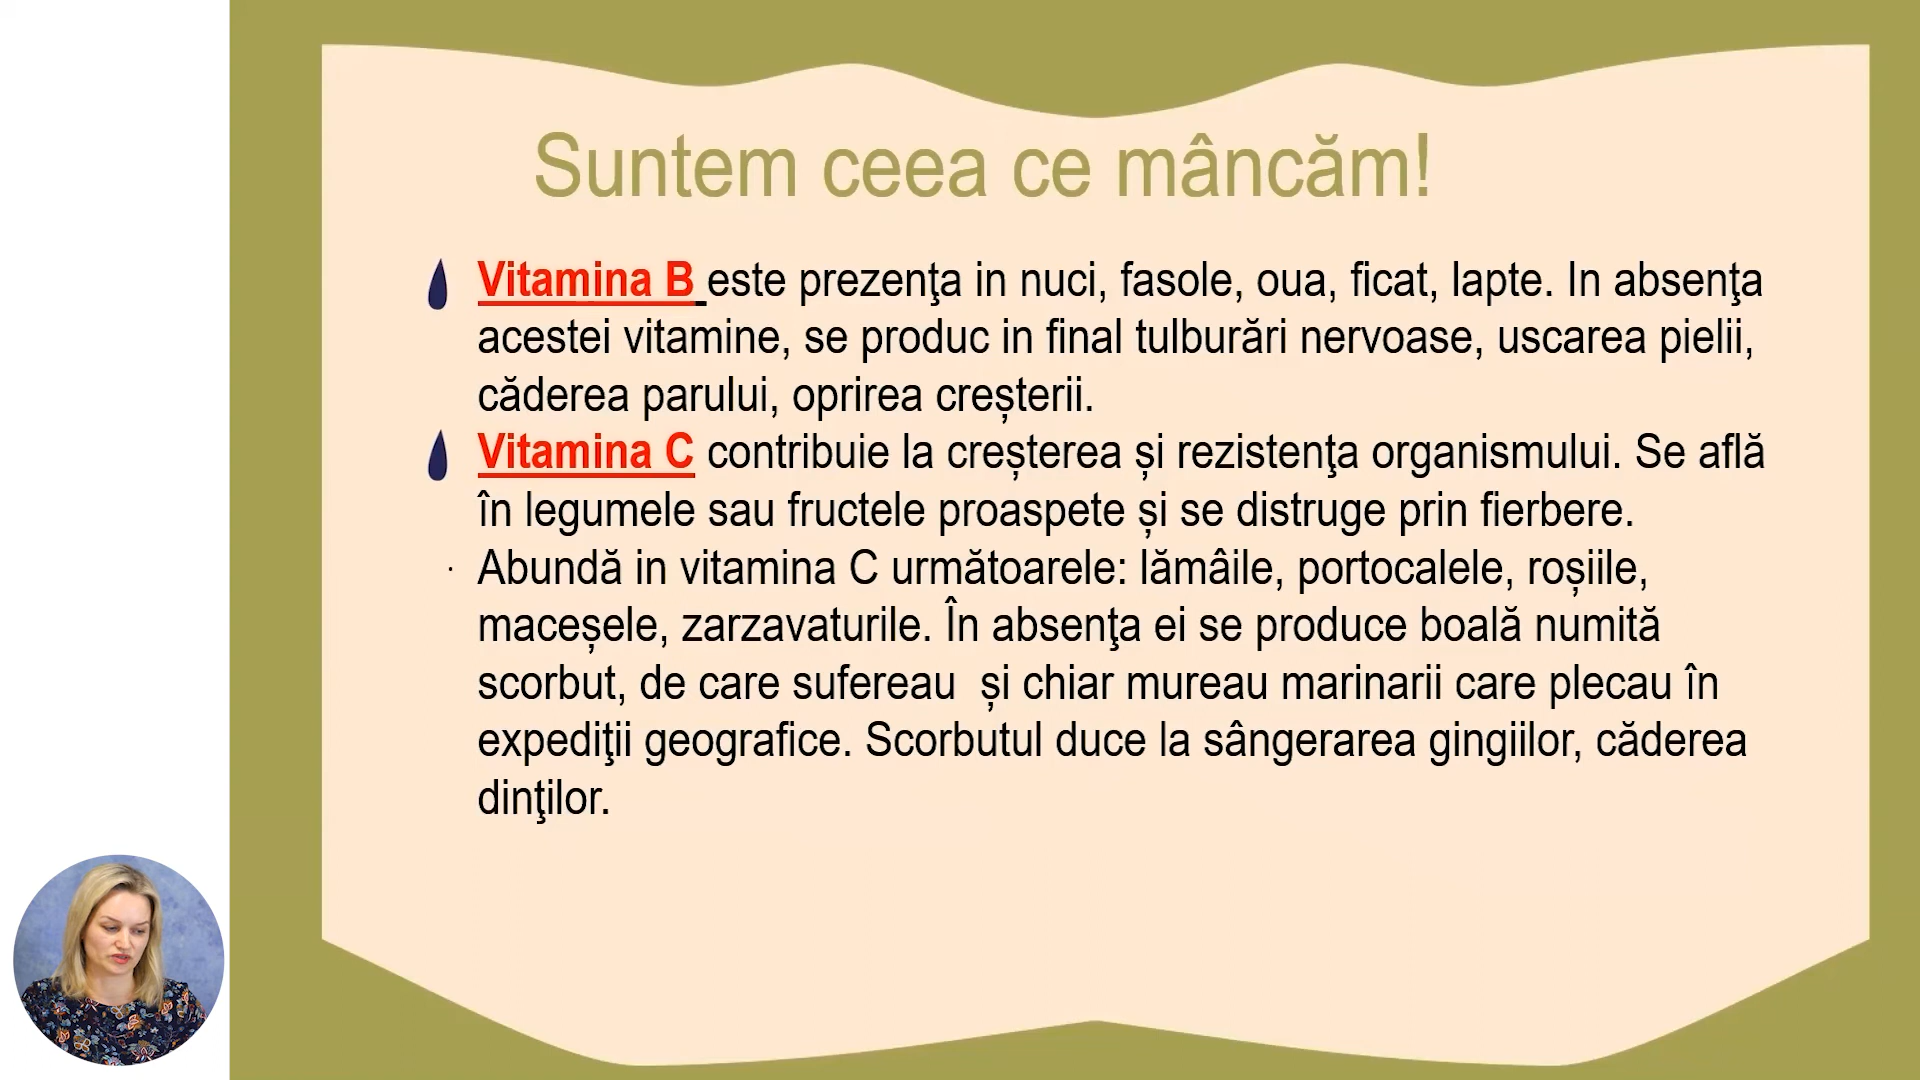 Suntem ceea ce mâncăm!
Vitamina B este prezenţa in nuci, fasole, oua, ficat, lapte. In absenţa
acestei vitamine, se produc in final tulburări nervoase, uscarea pielii,
căderea parului, oprirea creșterii.
Vitamina C contribuie la creșterea și rezistenţa organismului. Se află
în legumele sau fructele proaspete și se distruge prin fierbere.
· Abundă in vitamina C următoarele: lămâile, portocalele, roșiile,
maceșele, zarzavaturile. În absenţa ei se produce boală numită
scorbut, de care sufereau  și chiar mureau marinarii care plecau în
expediţii geografice. Scorbutul duce la sângerarea gingiilor, căderea
dinţilor.